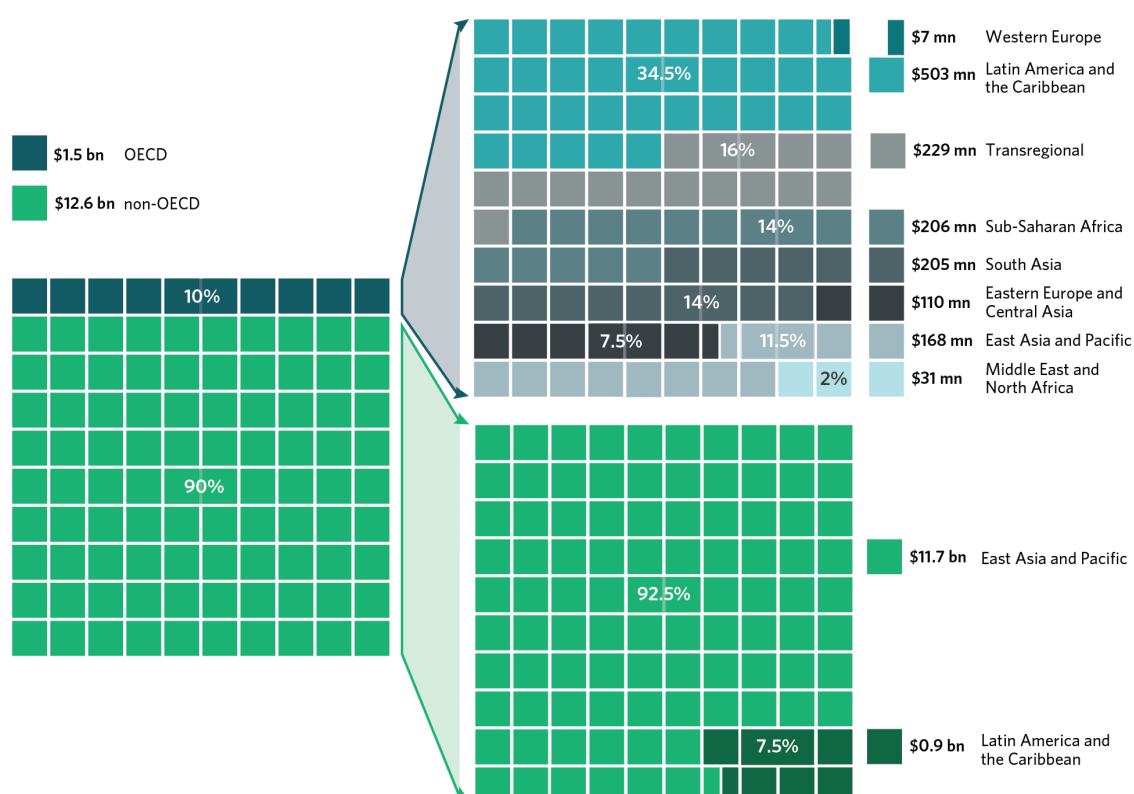 $1.5 bn OECD
$12.6 bn non-OECD
10%
90%
34.5%
16%
14%
14%
7.5% 11.5%
2%
$7 mn Western Europe
$503 mn Latin America and
the Caribbean
$229 mn Transregional
$206 mn Sub-Saharan Africa
$205 mn South Asia
$110 mn Eastern Europe and
Central Asia
$168 mn East Asia and Pacific
$31 mn Middle East and
North Africa
92.5%
7.5%
$11.7 bn East Asia and Pacific
$0.9 bn Latin America and
the Caribbean